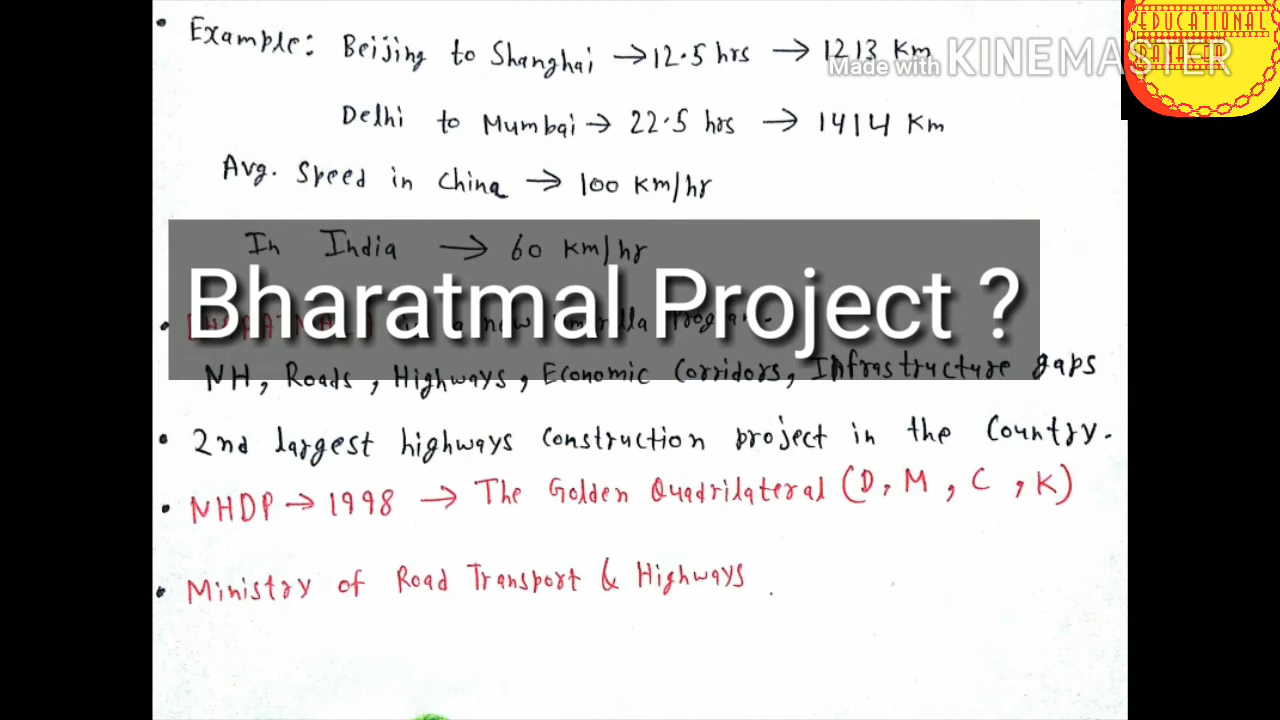 • Example: Beijing to Shanghai → 12.5 hrs → 1213 Km
Made with KINEMASTER
EDUCATIONAL
Delhi to Mumbai → 22.5 hrs → 1414 Km
Avg. Speed in China → 100 Km/hr
In India → 60 Km/hr
Bharatmal Project ?
NH, Roads, Highways, Economic Corridors, Infrastructure gaps
• 2nd largest highways construction project in the Country.
• NHDP → 1998 → The Golden Quadrilateral (D, M, C, K)
• Ministry of Road Transport & Highways